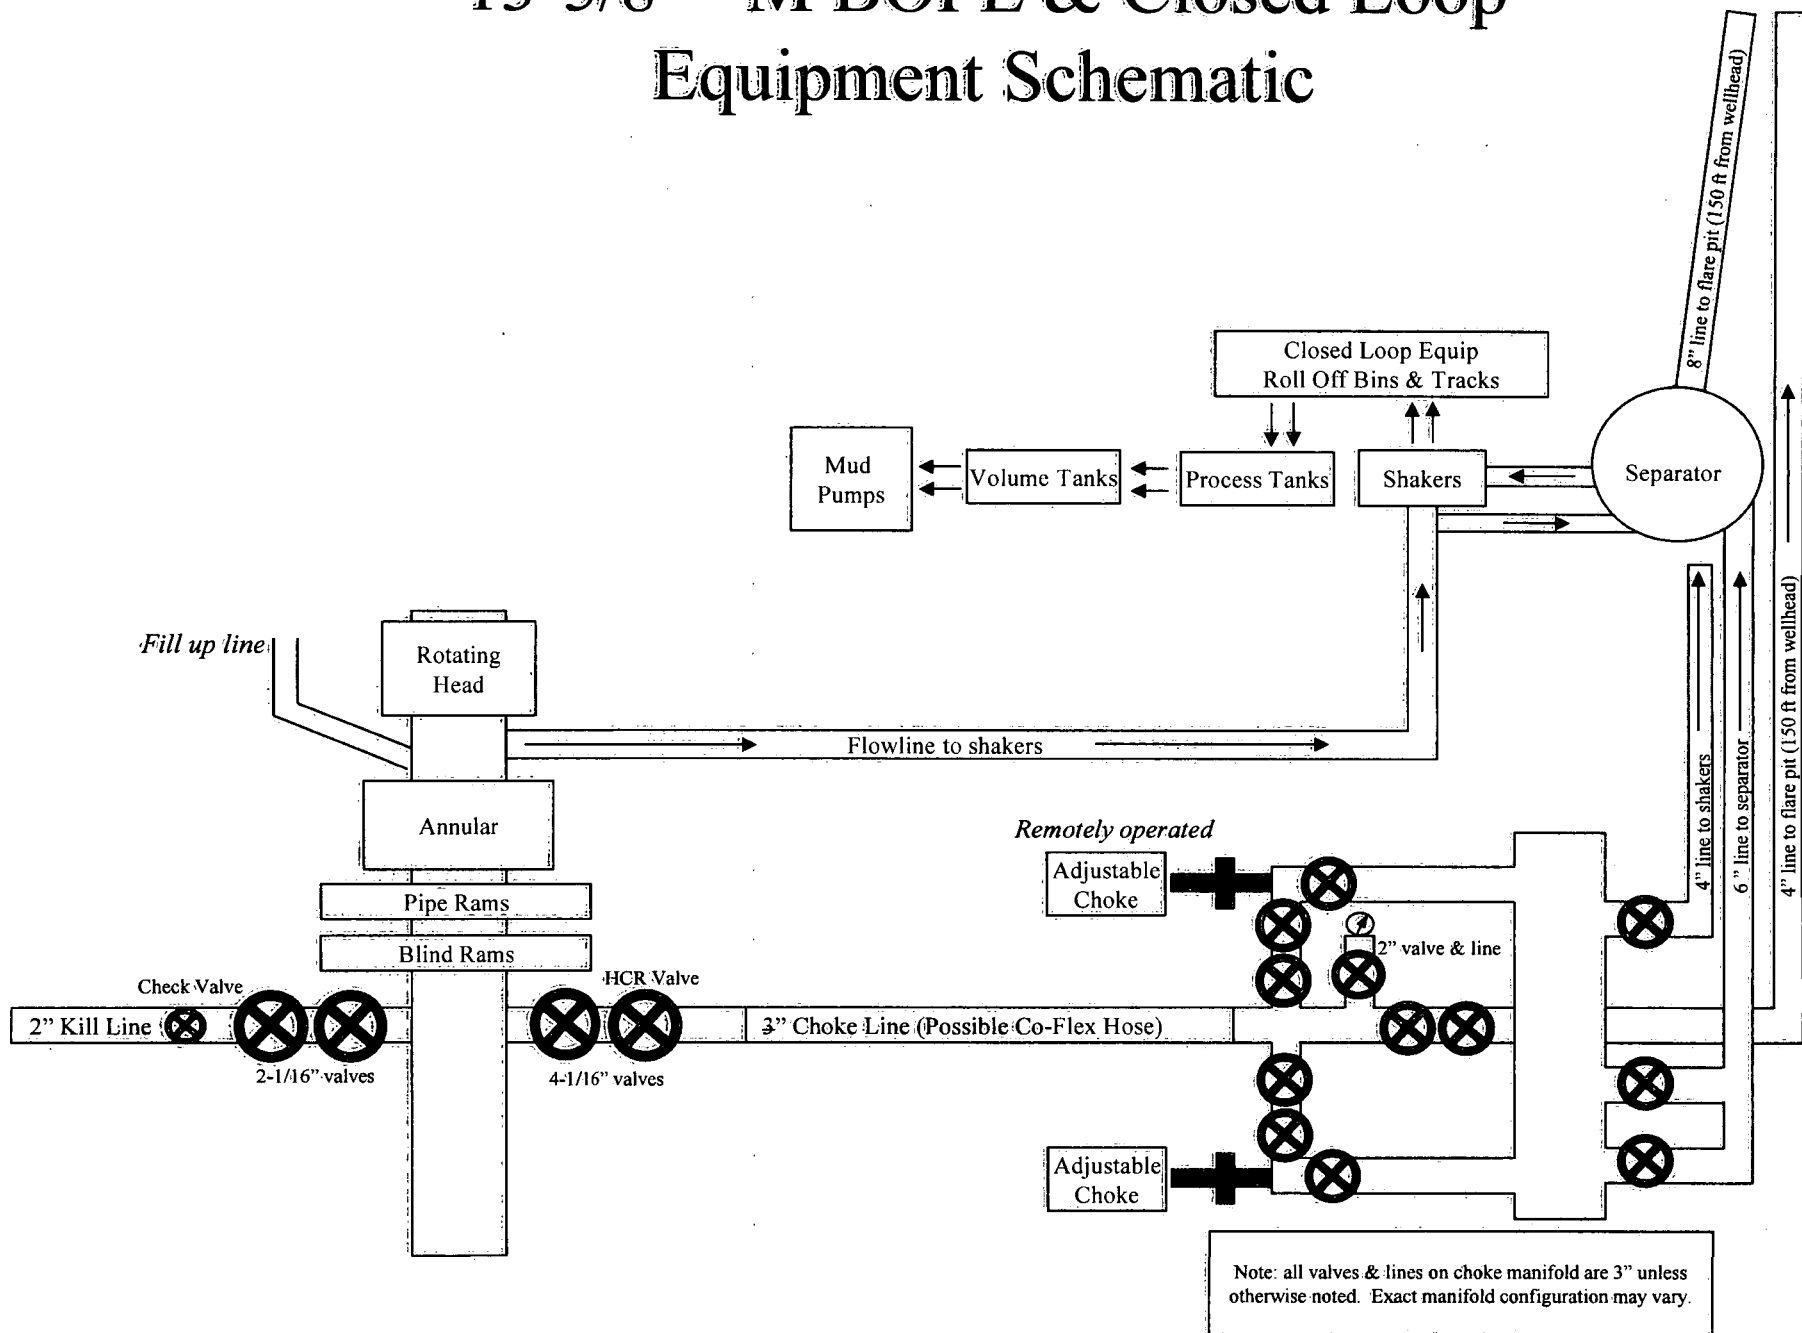 M BOPE & Closed Loop
Equipment Schematic
8” line to flare pit (150 ft from wellhead)
Closed Loop Equip
Roll Off Bins & Tracks
Mud
Pumps
Volume Tanks
Process Tanks
Shakers
Separator
Fill up line
Rotating
Head
Flowline to shakers
Annular
Pipe Rams
Blind Rams
Check Valve
HCR Valve
2” Kill Line
2-1/16” valves
4-1/16” valves
3” Choke Line (Possible Co-Flex Hose)
Remotely operated
Adjustable
Choke
2” valve & line
Adjustable
Choke
4” line to shakers
6 ” line to separator
4” line to flare pit (150 ft from wellhead)
Note: all valves & lines on choke manifold are 3” unless
otherwise noted. Exact manifold configuration may vary.